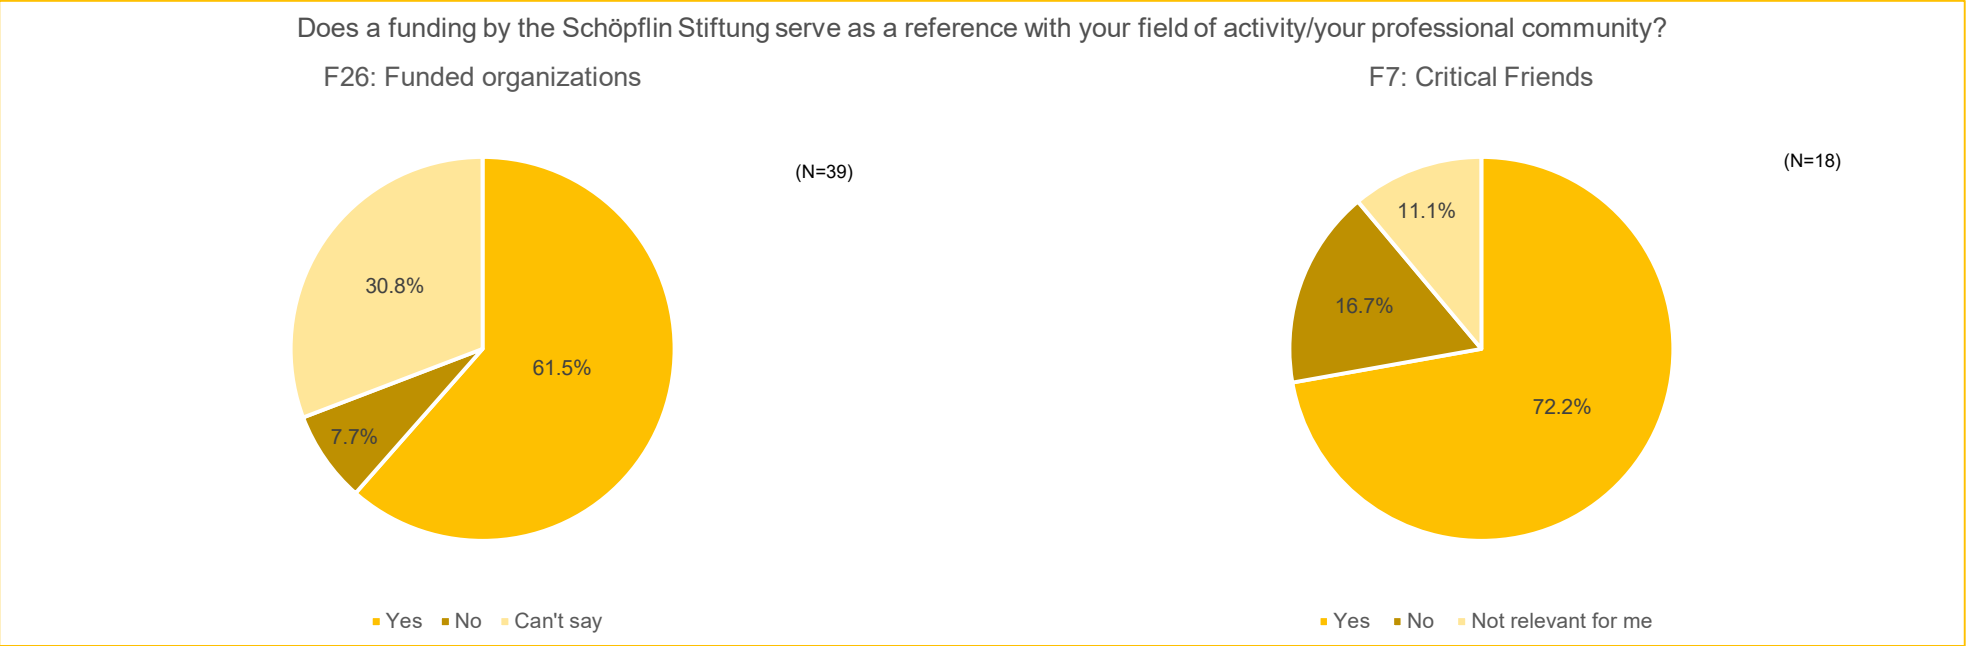 Does a funding by the Schöpflin Stiftung serve as a reference with your field of activity/your professional community?
F26: Funded organizations
(N=39)
30.8%
61.5%
7.7%
Yes No Can't say
F7: Critical Friends
(N=18)
11.1%
16.7%
72.2%
Yes No Not relevant for me